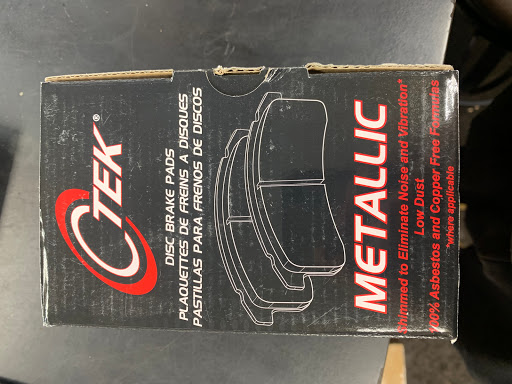 CTEK®
DISC BRAKE PADS
PLAQUETTES DE FREINS A DISQUES
PASTILLAS PARA FRENOS DE DISCOS
METALLIC
Shimmed to Eliminate Noise and Vibration*
Low Dust
100% Asbestos and Copper Free Formulas
*where applicable